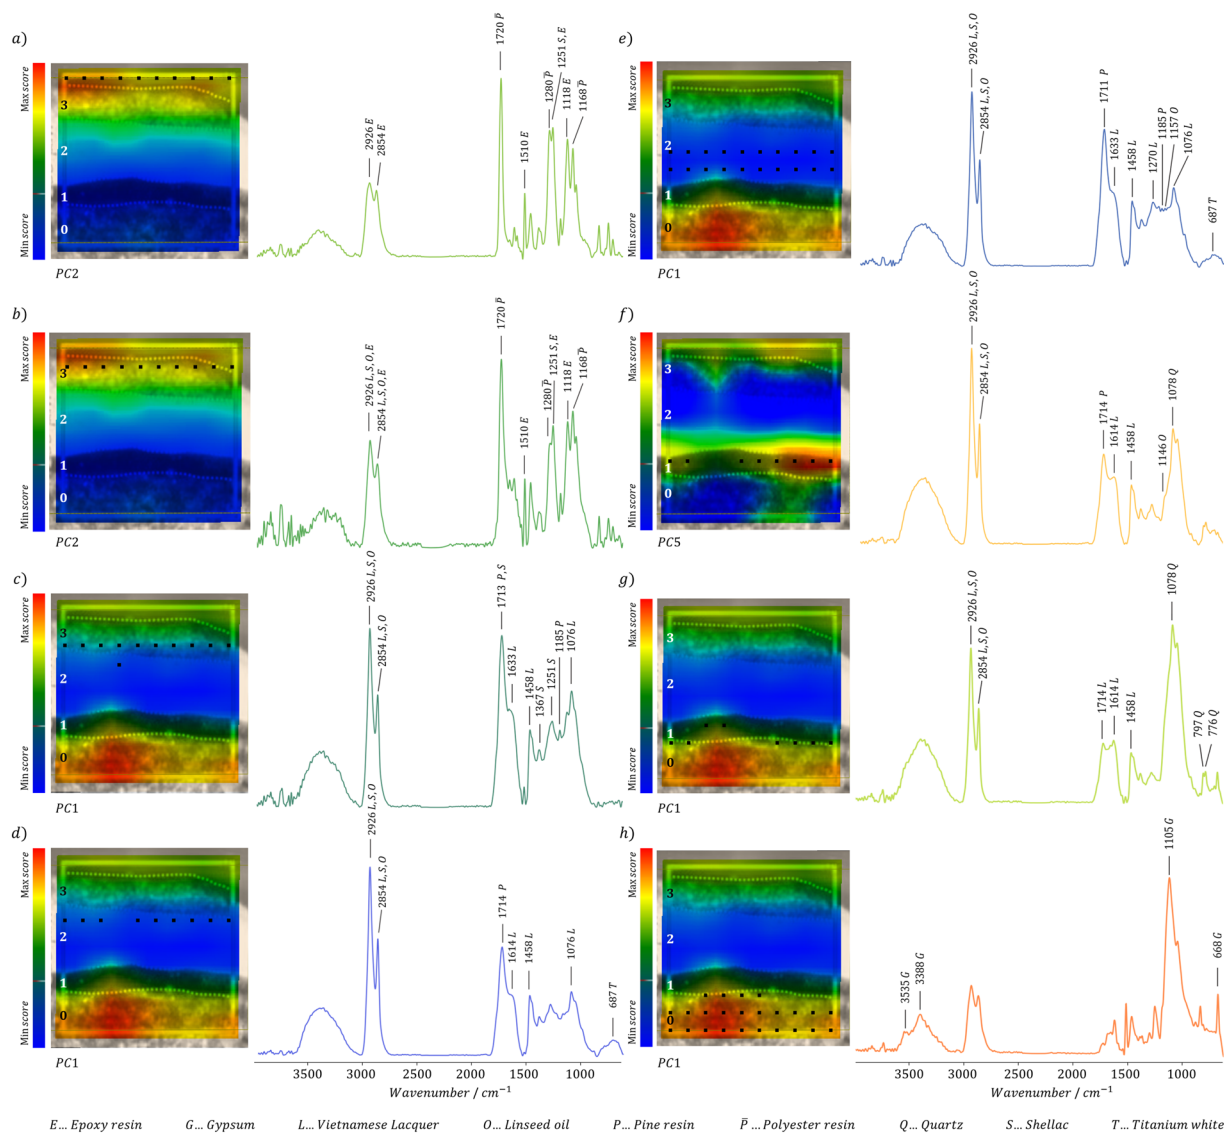 a)
Max score
Min score
3
2
1
0
PC2
2926 E
2854 E
1720 P̄
1510 E
1280 P̄
1251 S, E
1118 E
1168 P̄
b)
Max score
Min score
3
2
1
0
PC2
2926 L, S, O, E
2854 L, S, O, E
1720 P̄
1510 E
1280 P̄
1251 S, E
1118 E
1168 P̄
c)
Max score
Min score
3
2
1
0
PC1
2926 L, S, O
2854 L, S, O
1713 P, S
1633 L
1458 L
1367 S
1251 S
1185 P
1076 L
d)
Max score
Min score
3
2
1
0
PC1
2926 L, S, O
2854 L, S, O
1714 P
1614 L
1458 L
1076 L
687 T
3500 3000 2500 2000 1500 1000
Wavenumber / cm⁻¹
e)
Max score
Min score
3
2
1
0
PC1
2926 L, S, O
2854 L, S, O
1711 P
1633 L
1458 L
1270 L
1185 P
1157 O
1076 L
687 T
f)
Max score
Min score
3
2
1
0
PC5
2926 L, S, O
2854 L, S, O
1714 P
1614 L
1458 L
1146 O
1078 Q
g)
Max score
Min score
3
2
1
0
PC1
2926 L, S, O
2854 L, S, O
1714 L
1614 L
1458 L
1078 Q
797 Q
776 Q
h)
Max score
Min score
3
2
1
0
PC1
3535 G
3388 G
1105 G
668 G
3500 3000 2500 2000 1500 1000
Wavenumber / cm⁻¹
E... Epoxy resin G... Gypsum L... Vietnamese Lacquer O... Linseed oil P... Pine resin P̄ ... Polyester resin Q... Quartz S... Shellac T... Titanium white